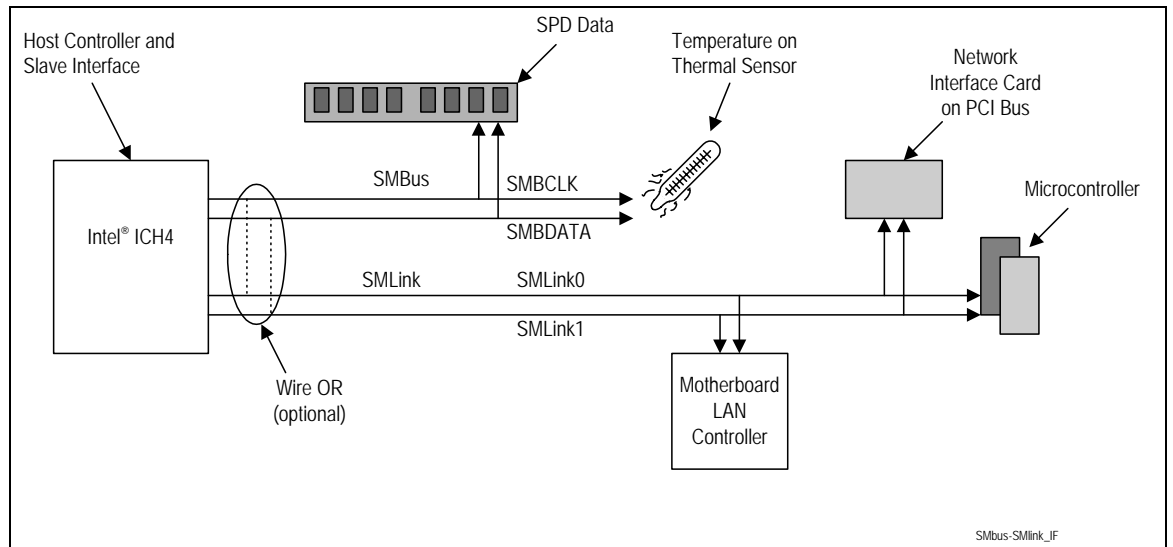 Host Controller and
Slave Interface
SPD Data
Temperature on
Thermal Sensor
Network
Interface Card
on PCI Bus
Microcontroller
SMBus
SMBCLK
SMBDATA
Intel® ICH4
SMLink
SMLink0
SMLink1
Wire OR
(optional)
Motherboard
LAN
Controller
SMbus-SMlink_IF